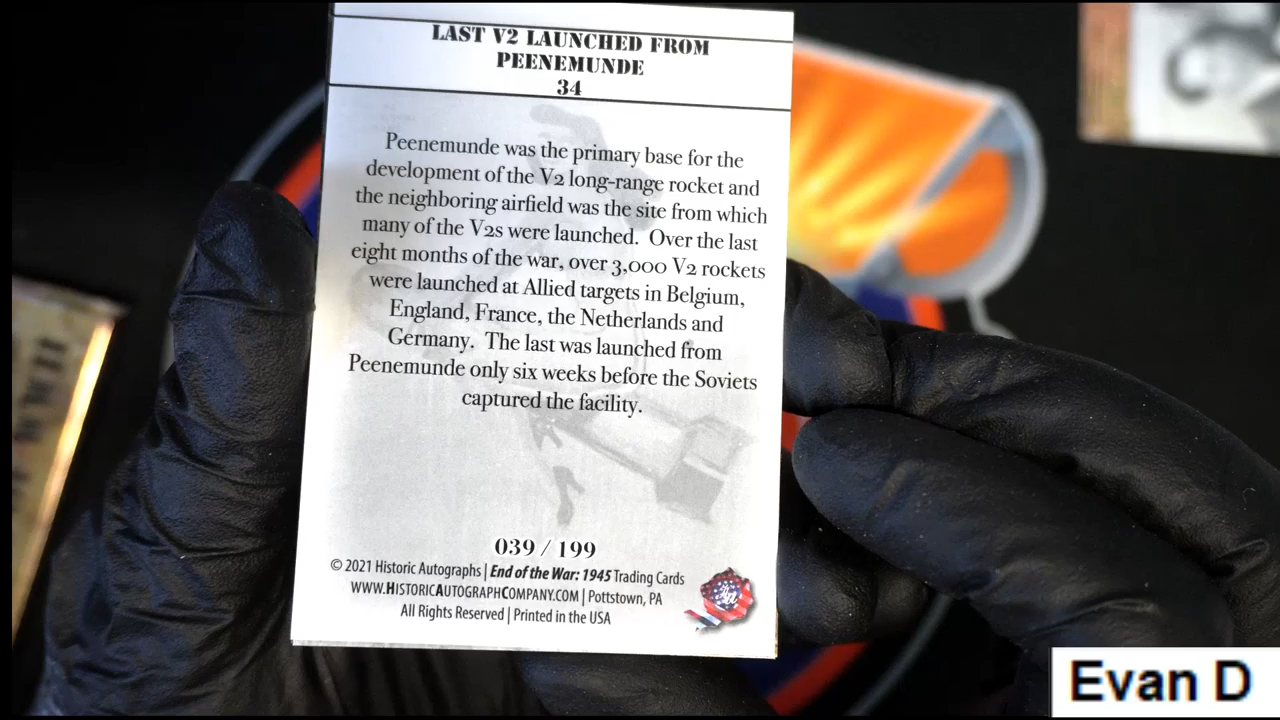 LAST V2 LAUNCHED FROM
PEENEMUNDE
34
Peenemunde was the primary base for the
development of the V2 long-range rocket and
the neighboring airfield was the site from which
many of the V2s were launched. Over the last
eight months of the war, over 3,000 V2 rockets
were launched at Allied targets in Belgium,
England, France, the Netherlands and
Germany. The last was launched from
Peenemunde only six weeks before the Soviets
captured the facility.
039 / 199
© 2021 Historic Autographs | End of the War: 1945 Trading Cards
WWW.HISTORICAUTOGRAPHCOMPANY.COM | Pottstown, PA
All Rights Reserved | Printed in the USA
Evan D